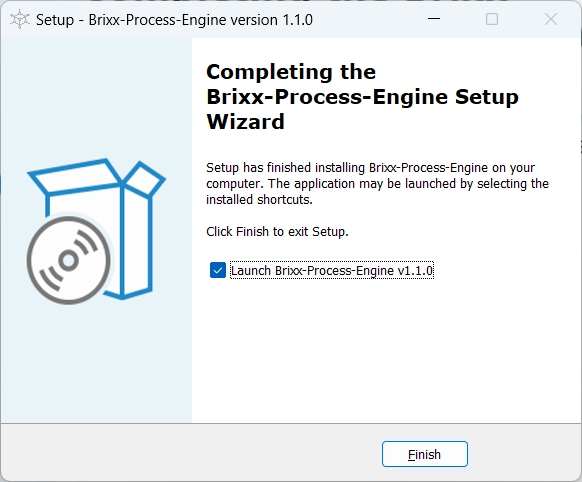 Setup - Brixx-Process-Engine version 1.1.0
Completing the
Brixx-Process-Engine Setup
Wizard
Setup has finished installing Brixx-Process-Engine on your
computer. The application may be launched by selecting the
installed shortcuts.
Click Finish to exit Setup.
Launch Brixx-Process-Engine v1.1.0
Finish